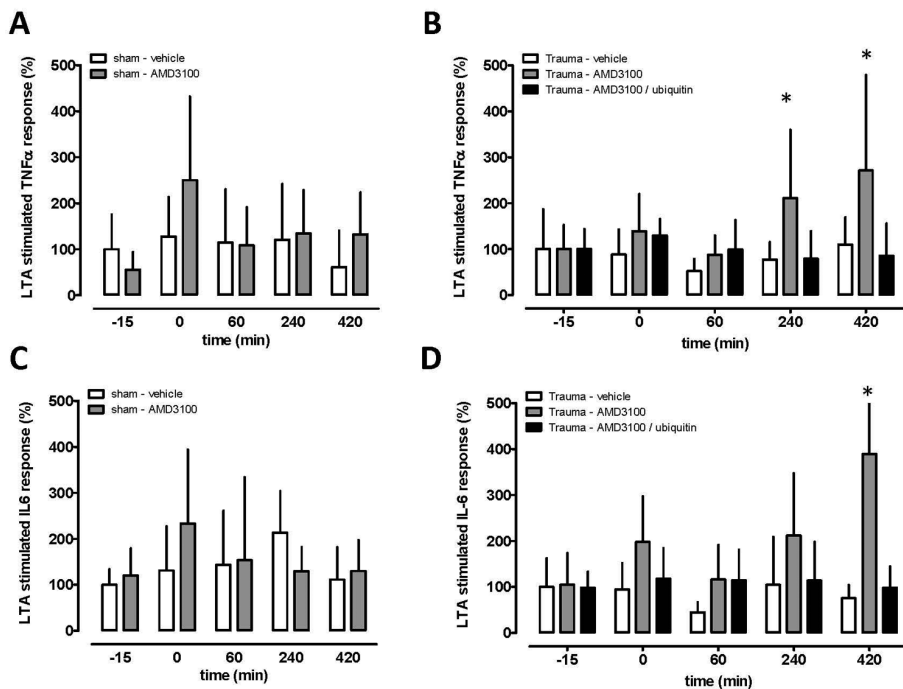 A
sham - vehicle
sham - AMD3100
LTA stimulated TNFα response (%)
500
400
300
200
100
0
-15 0 60 240 420
time (min)
B
Trauma - vehicle
Trauma - AMD3100
Trauma - AMD3100 / ubiquitin
LTA stimulated TNFα response (%)
500
400
300
200
100
0
* *
-15 0 60 240 420
time (min)
C
sham - vehicle
sham - AMD3100
LTA stimulated IL6 response (%)
500
400
300
200
100
0
-15 0 60 240 420
time (min)
D
Trauma - vehicle
Trauma - AMD3100
Trauma - AMD3100 / ubiquitin
LTA stimulated IL-6 response (%)
500
400
300
200
100
0
*
-15 0 60 240 420
time (min)